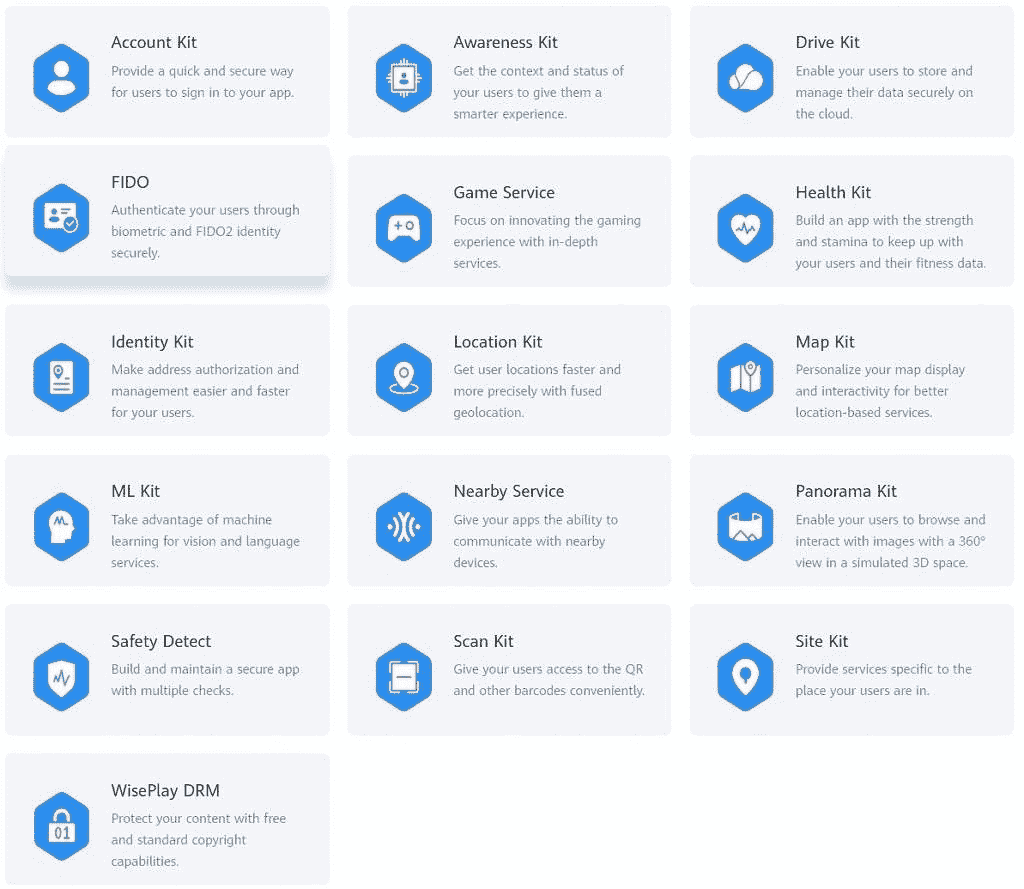 Account Kit
Provide a quick and secure way
for users to sign in to your app.
Awareness Kit
Get the context and status of
your users to give them a
smarter experience.
Drive Kit
Enable your users to store and
manage their data securely on
the cloud.
FIDO
Authenticate your users through
biometric and FIDO2 identity
securely.
Game Service
Focus on innovating the gaming
experience with in-depth
services.
Health Kit
Build an app with the strength
and stamina to keep up with
your users and their fitness data.
Identity Kit
Make address authorization and
management easier and faster
for your users.
Location Kit
Get user locations faster and
more precisely with fused
geolocation.
Map Kit
Personalize your map display
and interactivity for better
location-based services.
ML Kit
Take advantage of machine
learning for vision and language
services.
Nearby Service
Give your apps the ability to
communicate with nearby
devices.
Panorama Kit
Enable your users to browse and
interact with images with a 360°
view in a simulated 3D space.
Safety Detect
Build and maintain a secure app
with multiple checks.
Scan Kit
Give your users access to the QR
and other barcodes conveniently.
Site Kit
Provide services specific to the
place your users are in.
01
WisePlay DRM
Protect your content with free
and standard copyright
capabilities.